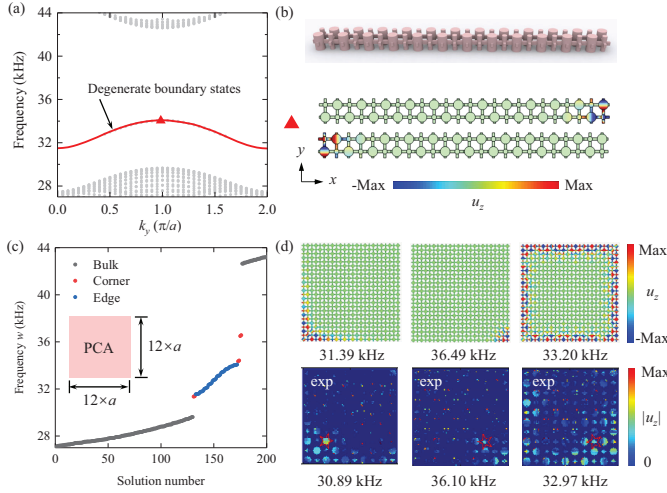 (a)
Frequency (kHz)
44
40
36
32
28
Degenerate boundary states
0.0
0.5
1.0
1.5
2.0
k_y (π/a)
(b)
y
x
-Max
Max
u_z
(c)
Frequency w (kHz)
44
40
36
32
28
Bulk
Corner
Edge
PCA
12×a
12×a
0
50
100
150
200
Solution number
(d)
31.39 kHz
36.49 kHz
33.20 kHz
Max
u_z
-Max
exp
exp
exp
30.89 kHz
36.10 kHz
32.97 kHz
Max
|u_z|
0